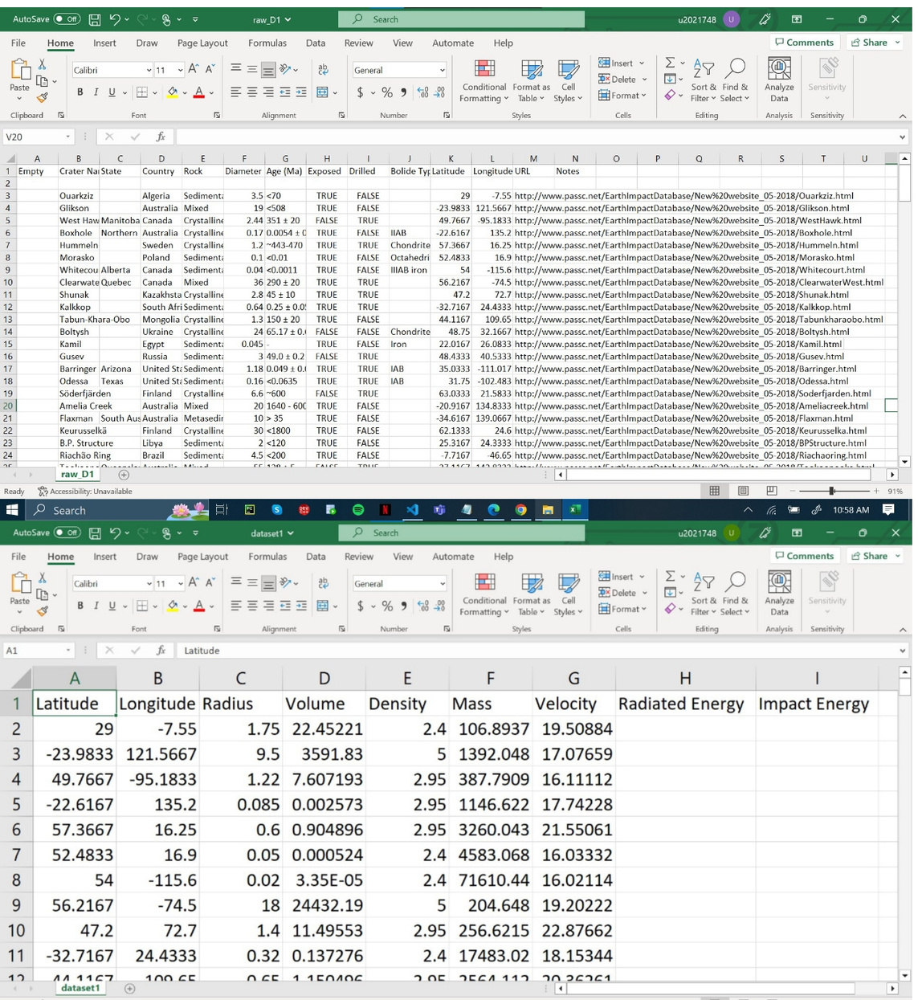 AutoSave Off raw_D1 Search u2021748 U
File Home Insert Draw Page Layout Formulas Data Review View Automate Help Comments Share
Paste Calibri 11 A A ab General Conditional Format as Cell Insert Sort & Find & Analyze Sensitivity
B I U A $ % Formatting Table Styles Delete Filter Select Data
Format
Clipboard Font Alignment Number Styles Cells Editing Analysis Sensitivity
V20 fx
A B C D E F G H I J K L M N O P Q R S T U
1 Empty Crater Na State Country Rock Diameter Age (Ma) Exposed Drilled Bolide Typ Latitude Longitude URL Notes
2
3 Ouarkziz Algeria Sedimenta 3.5 <70 TRUE FALSE 29 -7.55 http://www.passc.net/EarthImpactDatabase/New%20website_05-2018/Ouarkziz.html
4 Glikson Australia Mixed 19 <508 TRUE FALSE -23.9833 121.5667 http://www.passc.net/EarthImpactDatabase/New%20website_05-2018/Glikson.html
5 West Haw Manitoba Canada Crystalline 2.44 351 ± 20 FALSE TRUE 49.7667 -95.1833 http://www.passc.net/EarthImpactDatabase/New%20website_05-2018/WestHawk.html
6 Boxhole Northern Australia Crystalline 0.17 0.0054 ± 0 TRUE FALSE IIAB -22.6167 135.2 http://www.passc.net/EarthImpactDatabase/New%20website_05-2018/Boxhole.html
7 Hummeln Sweden Crystalline 1.2 ~443-470 TRUE TRUE Chondrite 57.3667 16.25 http://www.passc.net/EarthImpactDatabase/New%20website_05-2018/Hummeln.html
8 Morasko Poland Sedimenta 0.1 <0.01 TRUE FALSE Octahedri 52.4833 16.9 http://www.passc.net/EarthImpactDatabase/New%20website_05-2018/Morasko.html
9 Whitecou Alberta Canada Sedimenta 0.04 <0.0011 TRUE FALSE IIIAB iron 54 -115.6 http://www.passc.net/EarthImpactDatabase/New%20website_05-2018/Whitecourt.html
10 Clearwate Quebec Canada Mixed 36 290 ± 20 TRUE TRUE 56.2167 -74.5 http://www.passc.net/EarthImpactDatabase/New%20website_05-2018/ClearwaterWest.html
11 Shunak Kazakhsta Crystalline 2.8 45 ± 10 TRUE TRUE 47.2 72.7 http://www.passc.net/EarthImpactDatabase/New%20website_05-2018/Shunak.html
12 Kalkkop South Afri Sedimenta 0.64 0.25 ± 0.05 TRUE TRUE -32.7167 24.4333 http://www.passc.net/EarthImpactDatabase/New%20website_05-2018/Kalkkop.html
13 Tabun-Khara-Obo Mongolia Crystalline 1.3 150 ± 20 TRUE TRUE 44.1167 109.65 http://www.passc.net/EarthImpactDatabase/New%20website_05-2018/Tabunkharaobo.html
14 Boltysh Ukraine Crystalline 24 65.17 ± 0. FALSE FALSE Chondrite 48.75 32.1667 http://www.passc.net/EarthImpactDatabase/New%20website_05-2018/Boltysh.html
15 Kamil Egypt Sedimenta 0.045 - TRUE FALSE Iron 22.0167 26.0833 http://www.passc.net/EarthImpactDatabase/New%20website_05-2018/Kamil.html
16 Gusev Russia Sedimenta 3 49.0 ± 0.2 FALSE TRUE 48.4333 40.5333 http://www.passc.net/EarthImpactDatabase/New%20website_05-2018/Gusev.html
17 Barringer Arizona United Sta Sedimenta 1.18 0.049 ± 0. TRUE TRUE IAB 35.0333 -111.017 http://www.passc.net/EarthImpactDatabase/New%20website_05-2018/Barringer.html
18 Odessa Texas United Sta Sedimenta 0.16 <0.0635 TRUE TRUE IAB 31.75 -102.483 http://www.passc.net/EarthImpactDatabase/New%20website_05-2018/Odessa.html
19 Söderfjärden Finland Crystalline 6.6 ~600 FALSE TRUE 63.0333 21.5833 http://www.passc.net/EarthImpactDatabase/New%20website_05-2018/Soderfjarden.html
20 Amelia Creek Australia Mixed 20 1640 - 600 TRUE FALSE -20.9167 134.8333 http://www.passc.net/EarthImpactDatabase/New%20website_05-2018/Ameliacreek.html
21 Flaxman South Aus Australia Metasedin 10 > 35 TRUE FALSE -34.6167 139.0667 http://www.passc.net/EarthImpactDatabase/New%20website_05-2018/Flaxman.html
22 Keurusselkä Finland Crystalline 30 <1800 TRUE FALSE 62.1333 24.6 http://www.passc.net/EarthImpactDatabase/New%20website_05-2018/Keurusselka.html
23 B.P. Structure Libya Sedimenta 2 <120 TRUE FALSE 25.3167 24.3333 http://www.passc.net/EarthImpactDatabase/New%20website_05-2018/BPStructure.html
24 Riachão Ring Brazil Sedimenta 4.5 <200 TRUE FALSE -7.7167 -46.65 http://www.passc.net/EarthImpactDatabase/New%20website_05-2018/Riachaoring.html
raw_D1
Ready Accessibility: Unavailable 91%
Search 10:58 AM
AutoSave Off dataset1 Search u2021748 U
File Home Insert Draw Page Layout Formulas Data Review View Automate Help Comments Share
Paste Calibri 11 A A ab General Conditional Format as Cell Insert Sort & Find & Analyze Sensitivity
B I U A $ % Formatting Table Styles Delete Filter Select Data
Format
Clipboard Font Alignment Number Styles Cells Editing Analysis Sensitivity
A1 fx Latitude
A B C D E F G H I
1 Latitude Longitude Radius Volume Density Mass Velocity Radiated Energy Impact Energy
2 29 -7.55 1.75 22.45221 2.4 106.8937 19.50884
3 -23.9833 121.5667 9.5 3591.83 5 1392.048 17.07659
4 49.7667 -95.1833 1.22 7.607193 2.95 387.7909 16.11112
5 -22.6167 135.2 0.085 0.002573 2.95 1146.622 17.74228
6 57.3667 16.25 0.6 0.904896 2.95 3260.043 21.55061
7 52.4833 16.9 0.05 0.000524 2.4 4583.068 16.03332
8 54 -115.6 0.02 3.35E-05 2.4 71610.44 16.02114
9 56.2167 -74.5 18 24432.19 5 204.648 19.20222
10 47.2 72.7 1.4 11.49553 2.95 256.6215 22.87662
11 -32.7167 24.4333 0.32 0.137276 2.4 17483.02 18.15344
12 44.1167 109.65 0.65 1.150496 2.95 2564.112 20.36261
dataset1